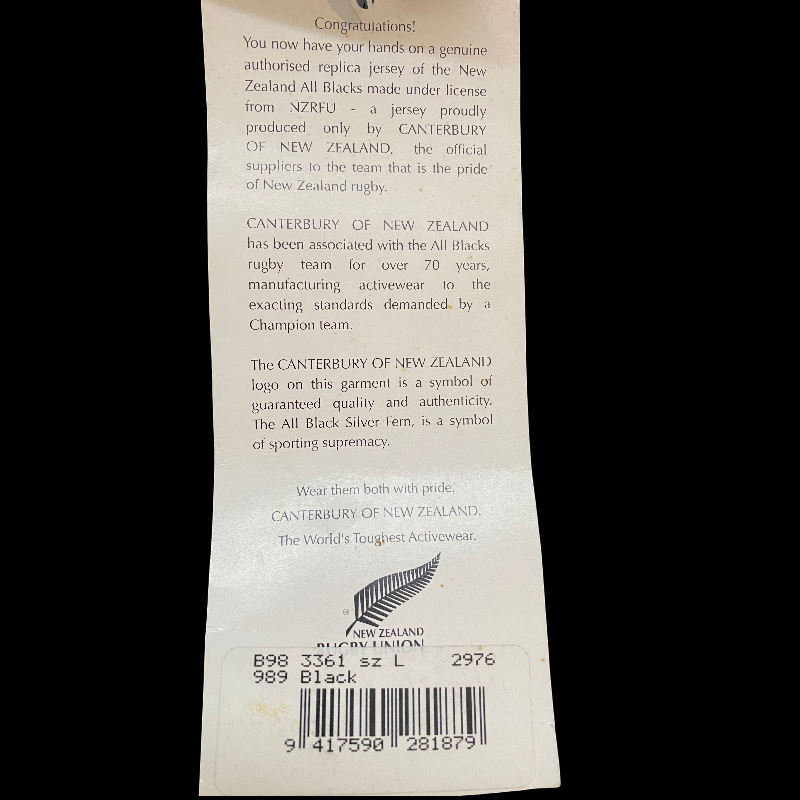 Congratulations!
You now have your hands on a genuine
authorised replica jersey of the New
Zealand All Blacks made under license
from NZRFU - a jersey proudly
produced only by CANTERBURY
OF NEW ZEALAND, the official
suppliers to the team that is the pride
of New Zealand rugby.
CANTERBURY OF NEW ZEALAND
has been associated with the All Blacks
rugby team for over 70 years,
manufacturing activewear to the
exacting standards demanded by a
Champion team.
The CANTERBURY OF NEW ZEALAND
logo on this garment is a symbol of
guaranteed quality and authenticity.
The All Black Silver Fern, is a symbol
of sporting supremacy.
Wear them both with pride.
CANTERBURY OF NEW ZEALAND.
The World's Toughest Activewear.
®
NEW ZEALAND
RUGBY UNION
B98 3361 sz L 2976
989 Black
9 417590 281879